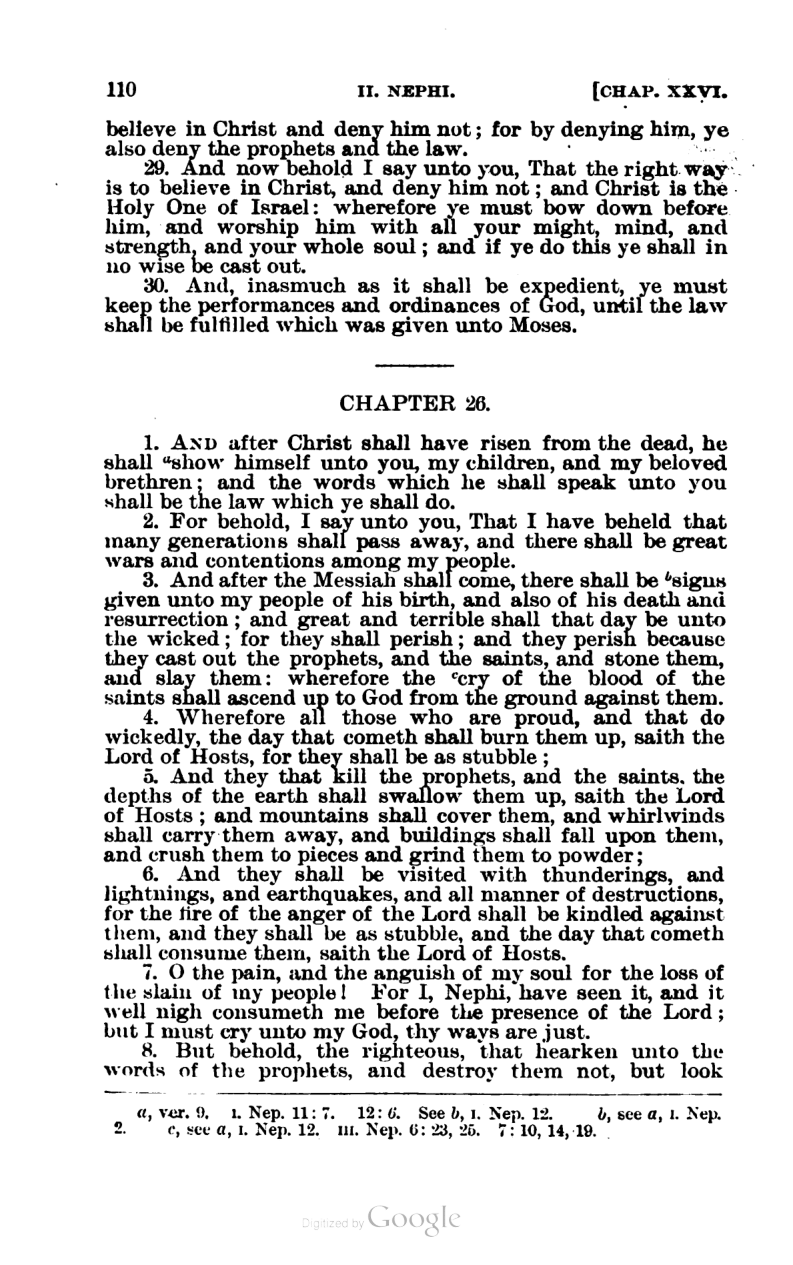 110 II. NEPHI. [CHAP. XXVI.
believe in Christ and deny him not; for by denying him, ye
also deny the prophets and the law.
29. And now behold I say unto you, That the right way
is to believe in Christ, and deny him not; and Christ is the
Holy One of Israel: wherefore ye must bow down before
him, and worship him with all your might, mind, and
strength, and your whole soul; and if ye do this ye shall in
no wise be cast out.
30. And, inasmuch as it shall be expedient, ye must
keep the performances and ordinances of God, until the law
shall be fulfilled which was given unto Moses.
CHAPTER 26.
1. AND after Christ shall have risen from the dead, he
shall ᵃshow himself unto you, my children, and my beloved
brethren; and the words which he shall speak unto you
shall be the law which ye shall do.
2. For behold, I say unto you, That I have beheld that
many generations shall pass away, and there shall be great
wars and contentions among my people.
3. And after the Messiah shall come, there shall be ᵇsigns
given unto my people of his birth, and also of his death and
resurrection; and great and terrible shall that day be unto
the wicked; for they shall perish; and they perish because
they cast out the prophets, and the saints, and stone them,
and slay them: wherefore the ᶜcry of the blood of the
saints shall ascend up to God from the ground against them.
4. Wherefore all those who are proud, and that do
wickedly, the day that cometh shall burn them up, saith the
Lord of Hosts, for they shall be as stubble;
5. And they that kill the prophets, and the saints, the
depths of the earth shall swallow them up, saith the Lord
of Hosts; and mountains shall cover them, and whirlwinds
shall carry them away, and buildings shall fall upon them,
and crush them to pieces and grind them to powder;
6. And they shall be visited with thunderings, and
lightnings, and earthquakes, and all manner of destructions,
for the fire of the anger of the Lord shall be kindled against
them, and they shall be as stubble, and the day that cometh
shall consume them, saith the Lord of Hosts.
7. O the pain, and the anguish of my soul for the loss of
the slain of my people! For I, Nephi, have seen it, and it
well nigh consumeth me before the presence of the Lord;
but I must cry unto my God, thy ways are just.
8. But behold, the righteous, that hearken unto the
words of the prophets, and destroy them not, but look
a, ver. 9. 1. Nep. 11: 7. 12: 6. See b, 1. Nep. 12. b, see a, 1. Nep.
2. c, see a, 1. Nep. 12. III. Nep. 6: 23, 25. 7: 10, 14, 19.
Digitized by Google